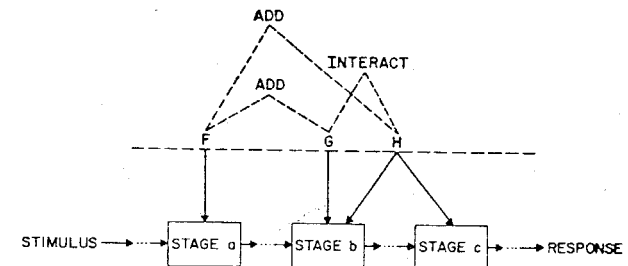 ADD
INTERACT
ADD
F G H
STIMULUS STAGE a STAGE b STAGE c RESPONSE